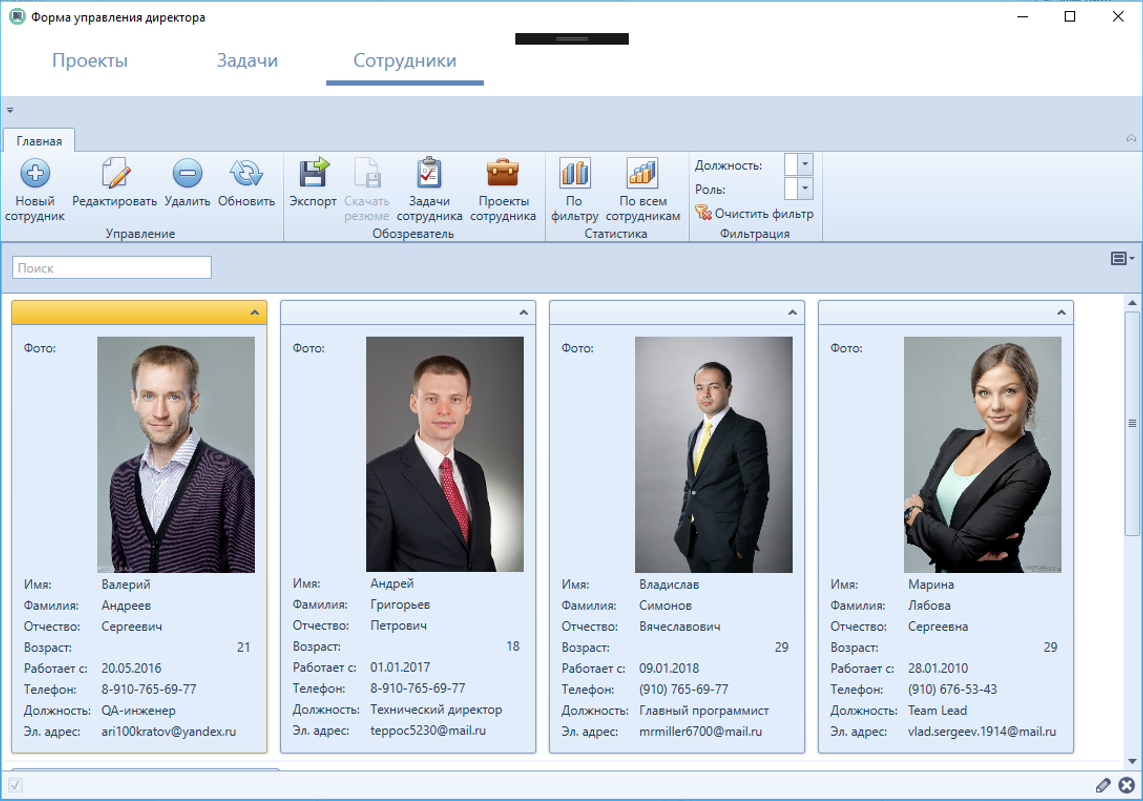 Форма управления директора
Проекты Задачи Сотрудники
Главная
Новый сотрудник
Редактировать
Удалить
Обновить
Управление
Экспорт
Скачать резюме
Задачи сотрудника
Проекты сотрудника
Обозреватель
По фильтру
По всем сотрудникам
Статистика
Должность:
Роль:
Очистить фильтр
Фильтрация
Поиск
Фото:
Имя: Валерий
Фамилия: Андреев
Отчество: Сергеевич
Возраст: 21
Работает с: 20.05.2016
Телефон: 8-910-765-69-77
Должность: QA-инженер
Эл. адрес: ari100kratov@yandex.ru
Фото:
Имя: Андрей
Фамилия: Григорьев
Отчество: Петрович
Возраст: 18
Работает с: 01.01.2017
Телефон: 8-910-765-69-77
Должность: Технический директор
Эл. адрес: teppoc5230@mail.ru
Фото:
Имя: Владислав
Фамилия: Симонов
Отчество: Вячеславович
Возраст: 29
Работает с: 09.01.2018
Телефон: (910) 765-69-77
Должность: Главный программист
Эл. адрес: mrmiller6700@mail.ru
Фото:
Имя: Марина
Фамилия: Лябова
Отчество: Сергеевна
Возраст: 29
Работает с: 28.01.2010
Телефон: (910) 676-53-43
Должность: Team Lead
Эл. адрес: vlad.sergeev.1914@mail.ru